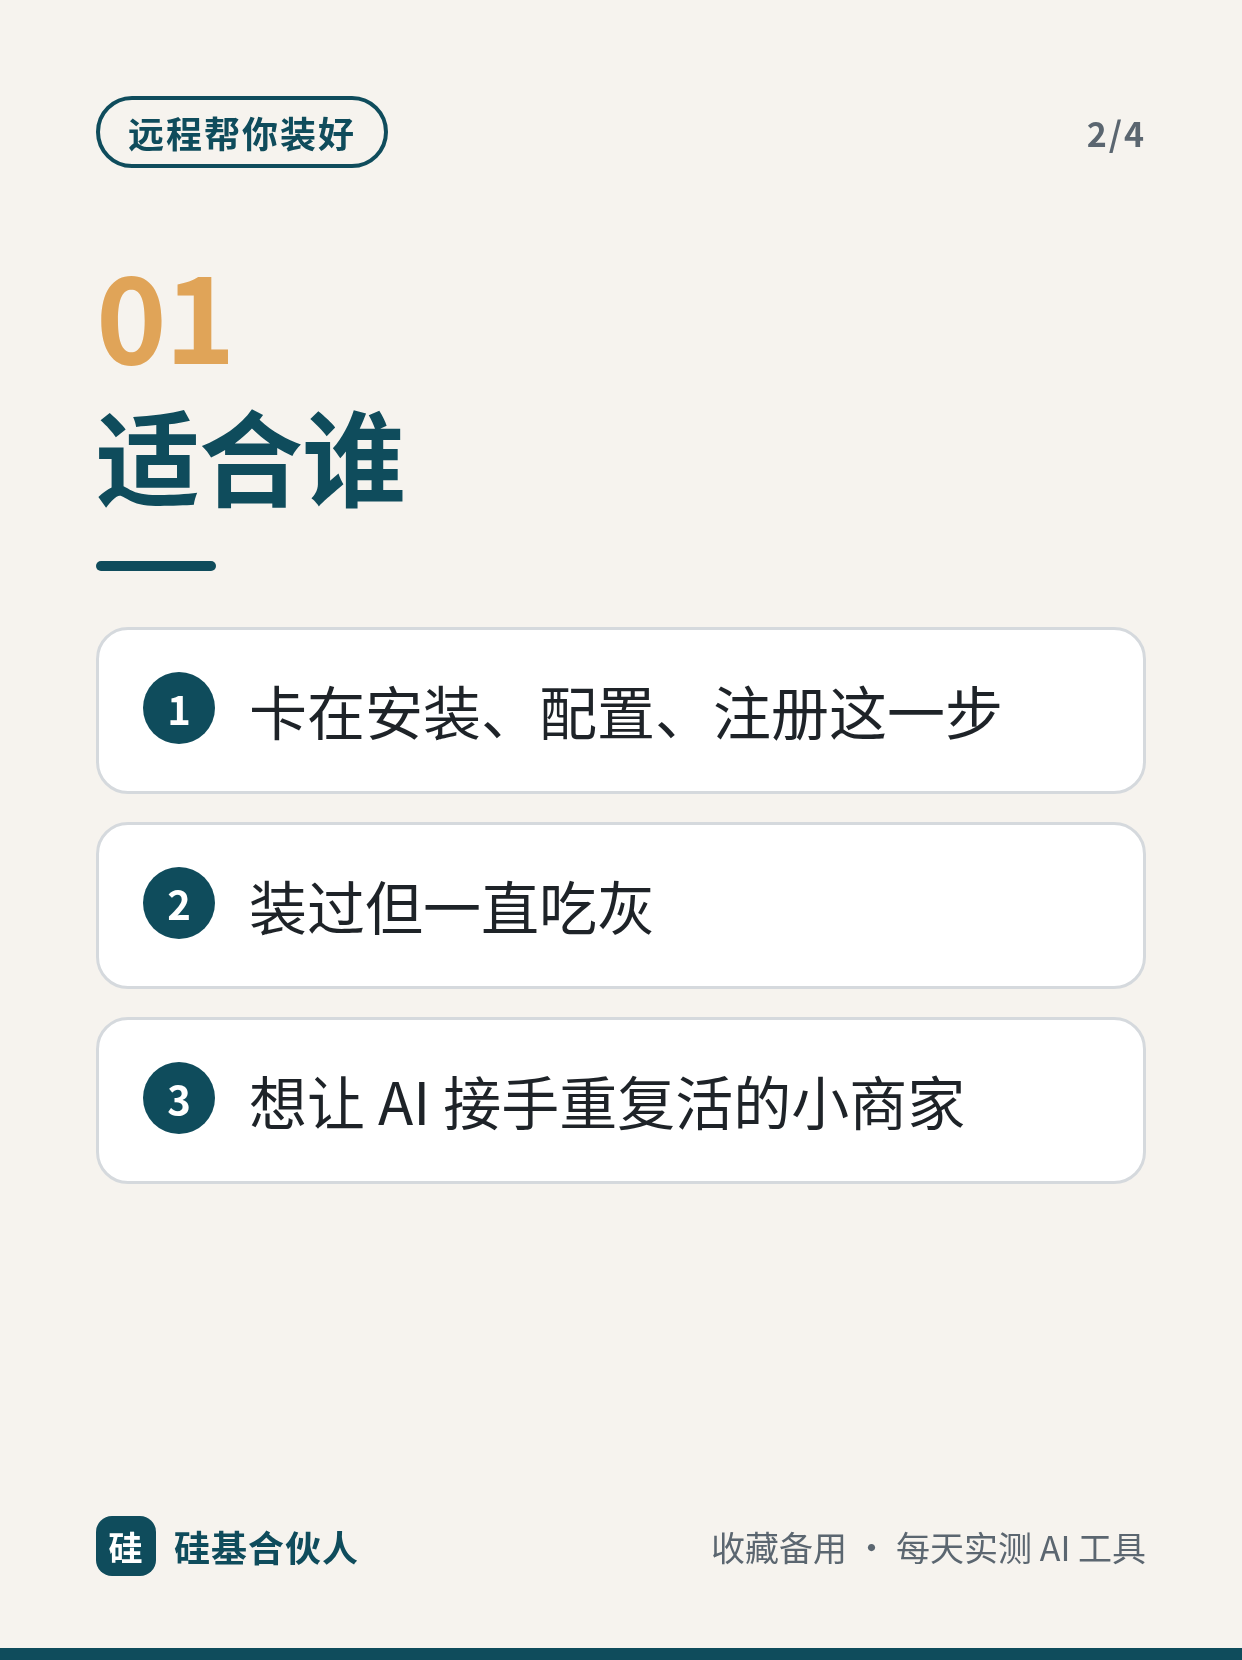 远程帮你装好
2/4
01
适合谁
1 卡在安装、配置、注册这一步
2 装过但一直吃灰
3 想让 AI 接手重复活的小商家
硅 硅基合伙人
收藏备用 · 每天实测 AI 工具